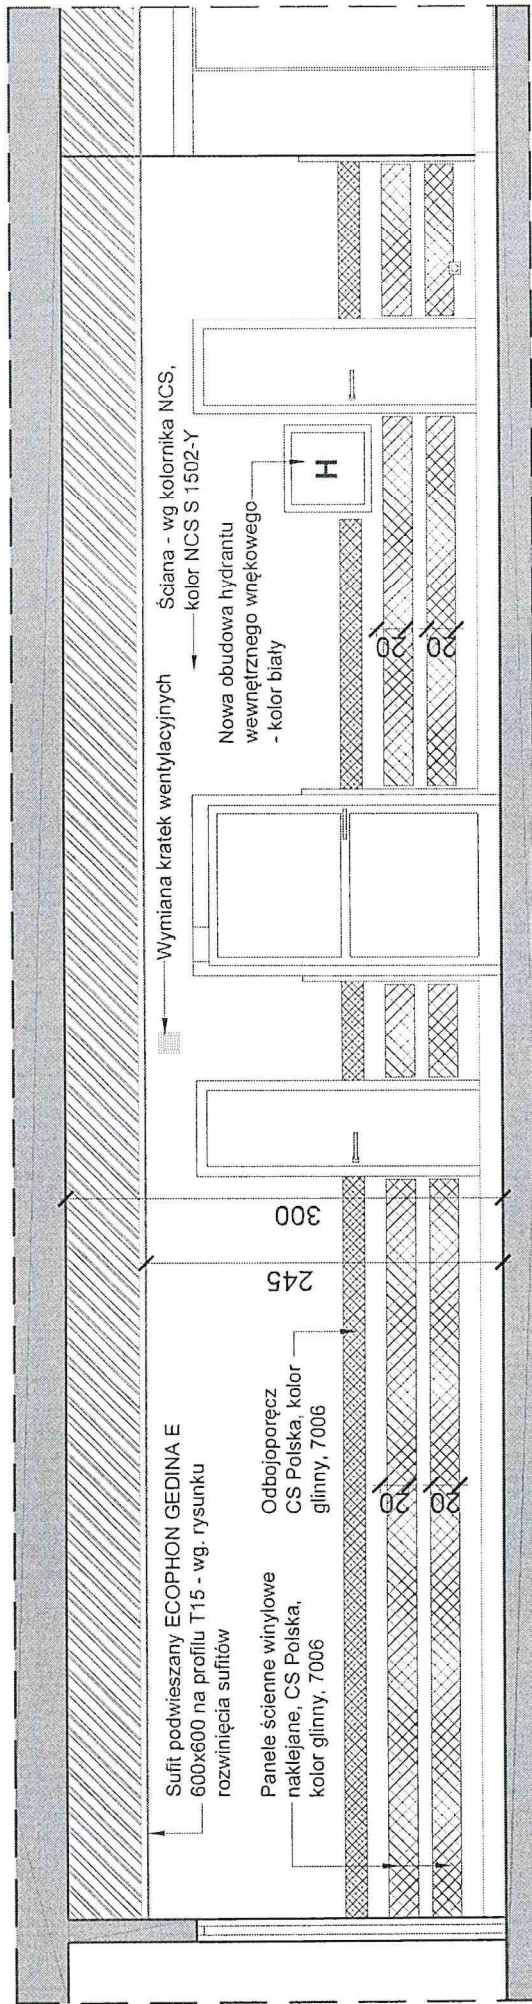 Sufit podwieszany ECOPHON GEDINA E
600x600 na profilu T15 - wg. rysunku
rozwinięcia sufitów
Panele ścienne winylowe
naklejane, CS Polska,
kolor glinny, 7006
Odbojoporęcz
CS Polska, kolor
glinny, 7006
20
20
245
300
Wymiana kratek wentylacyjnych
Ściana - wg kolornika NCS,
kolor NCS S 1502-Y
Nowa obudowa hydrantu
wewnętrznego wnękowego
- kolor biały
H
20
20